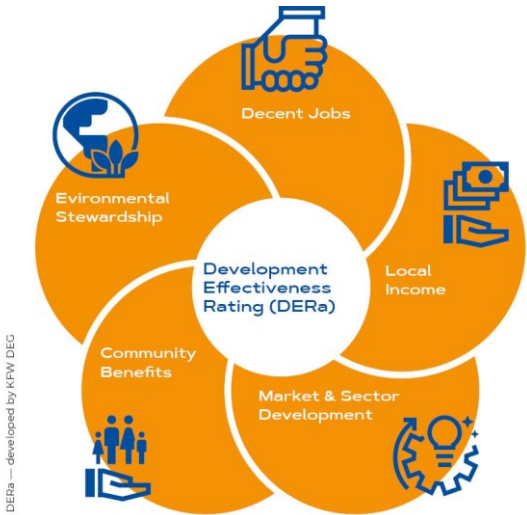 Decent Jobs
Evironmental
Stewardship
Development
Effectiveness
Rating (DERa)
Local
Income
Community
Benefits
Market & Sector
Development
DERa — developed by KFW DEG